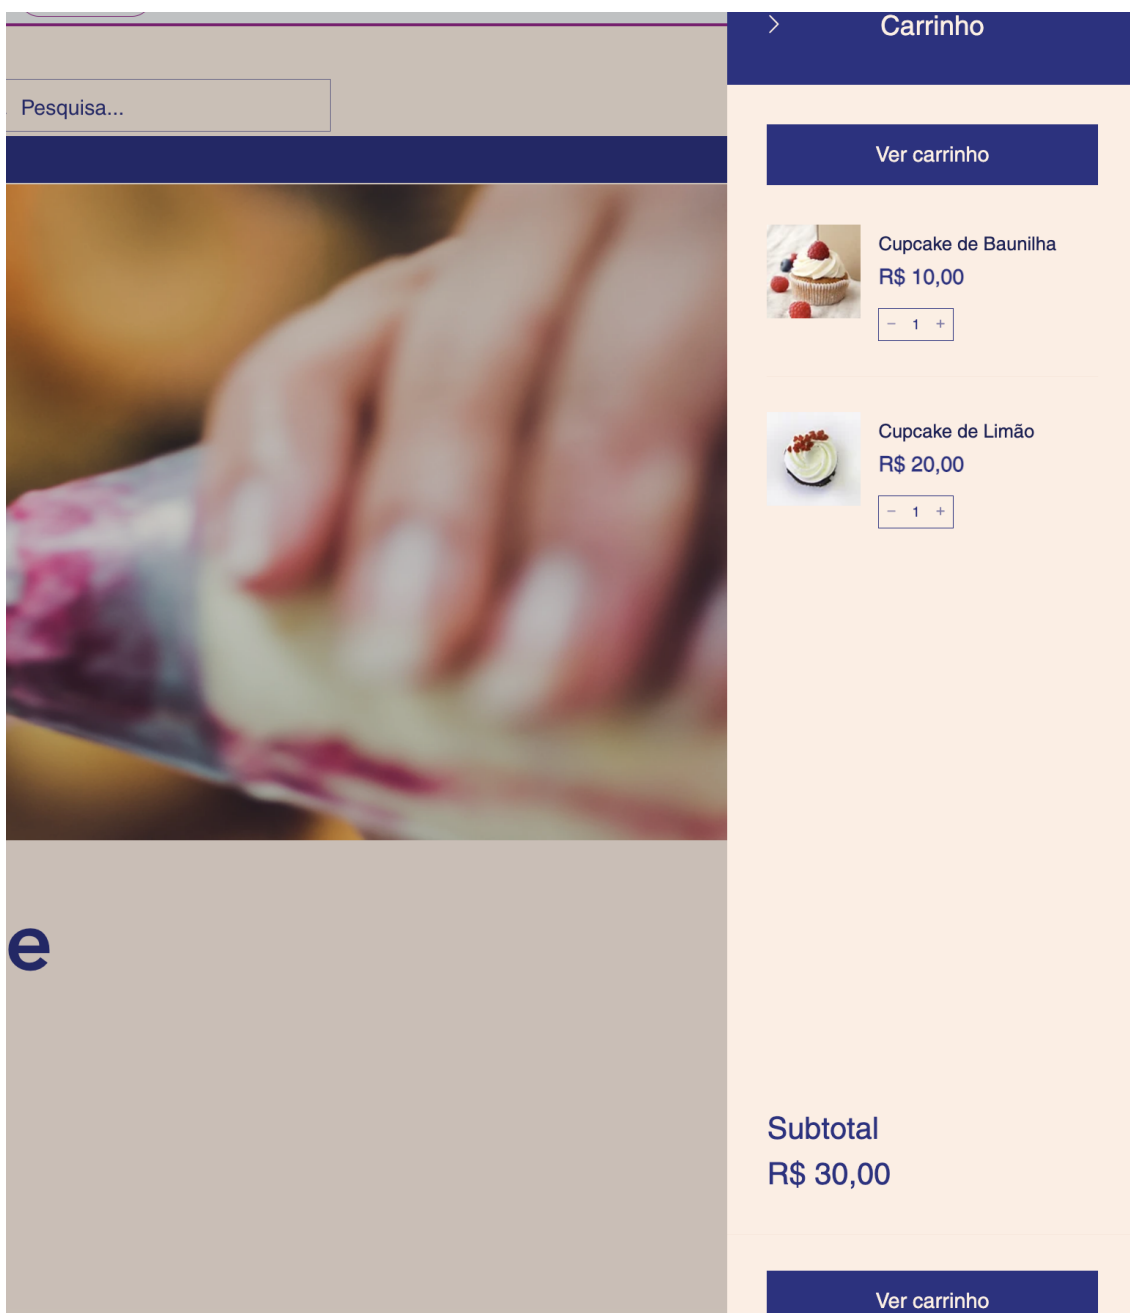 Carrinho
Pesquisa...
Ver carrinho
Cupcake de Baunilha
R$ 10,00
− 1 +
Cupcake de Limão
R$ 20,00
− 1 +
e
Subtotal
R$ 30,00
Ver carrinho